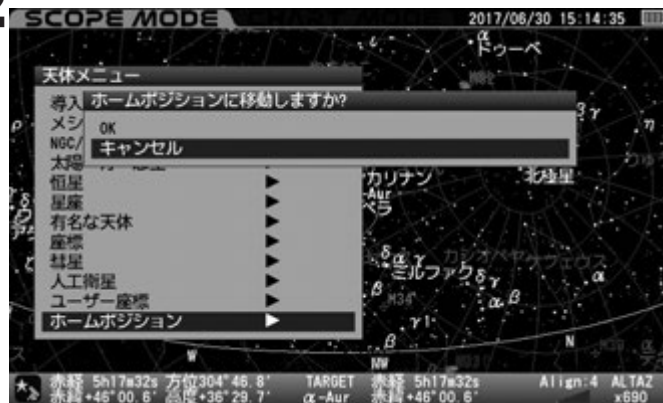 SCOPE MODE
2017/06/30 15:14:35
α
ドゥーベ
天体メニュー
導入
ホームポジションに移動しますか?
メシ
OK
NGC/
キャンセル
太陽
恒星
星座
有名な天体
座標
彗星
人工衛星
ユーザー座標
ホームポジション
ρ
β γ
η
カリナン
北極星
-Aur
ペラ
δ α γ
カシオペヤ
ケフェウス
ミルファク δ γ
α
β
M34
α β
γ1
β
W
NW
N
赤経 5h17m32s 方位304°46.8' TARGET 赤経 5h17m32s Align:4 ALTAZ
赤緯+46°00.6' 高度+36°29.7' α-Aur 赤緯+46°00.6' x690